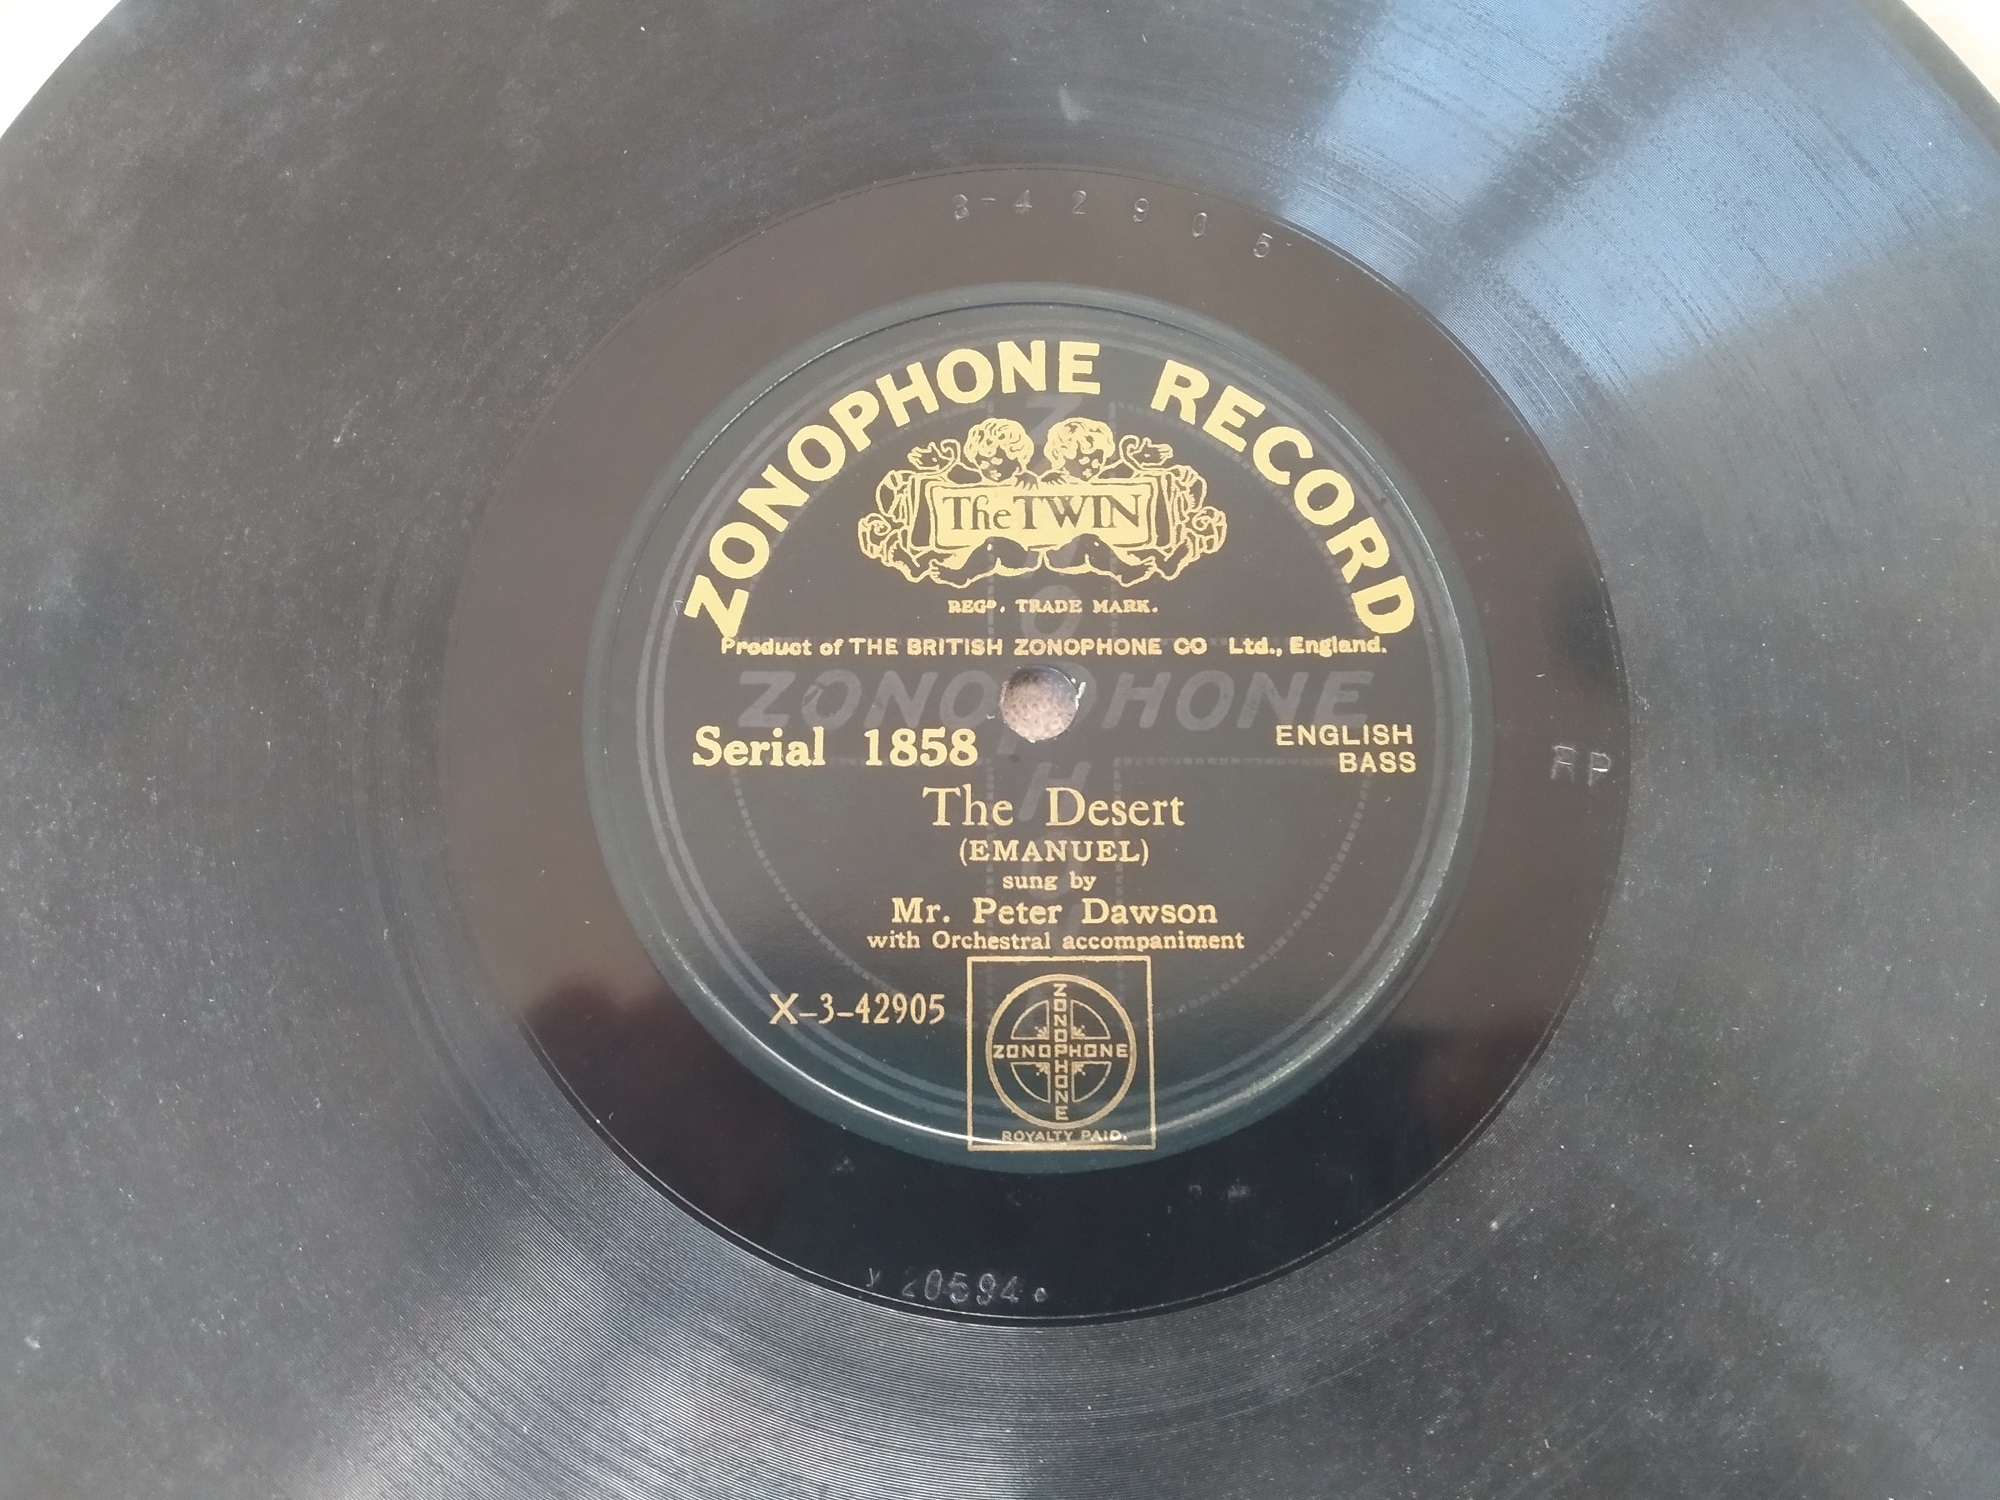 3-42905
ZONOPHONE RECORD
The TWIN
REGD. TRADE MARK.
Product of THE BRITISH ZONOPHONE CO Ltd., England.
ZONOPHONE
Serial 1858
ENGLISH
BASS
RP
The Desert
(EMANUEL)
sung by
Mr. Peter Dawson
with Orchestral accompaniment
X-3-42905
ZONOPHONE
ZONOPHONE
ROYALTY PAID.
y 20594 e